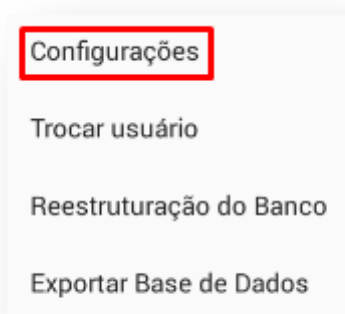 Configurações
Trocar usuário
Reestruturação do Banco
Exportar Base de Dados